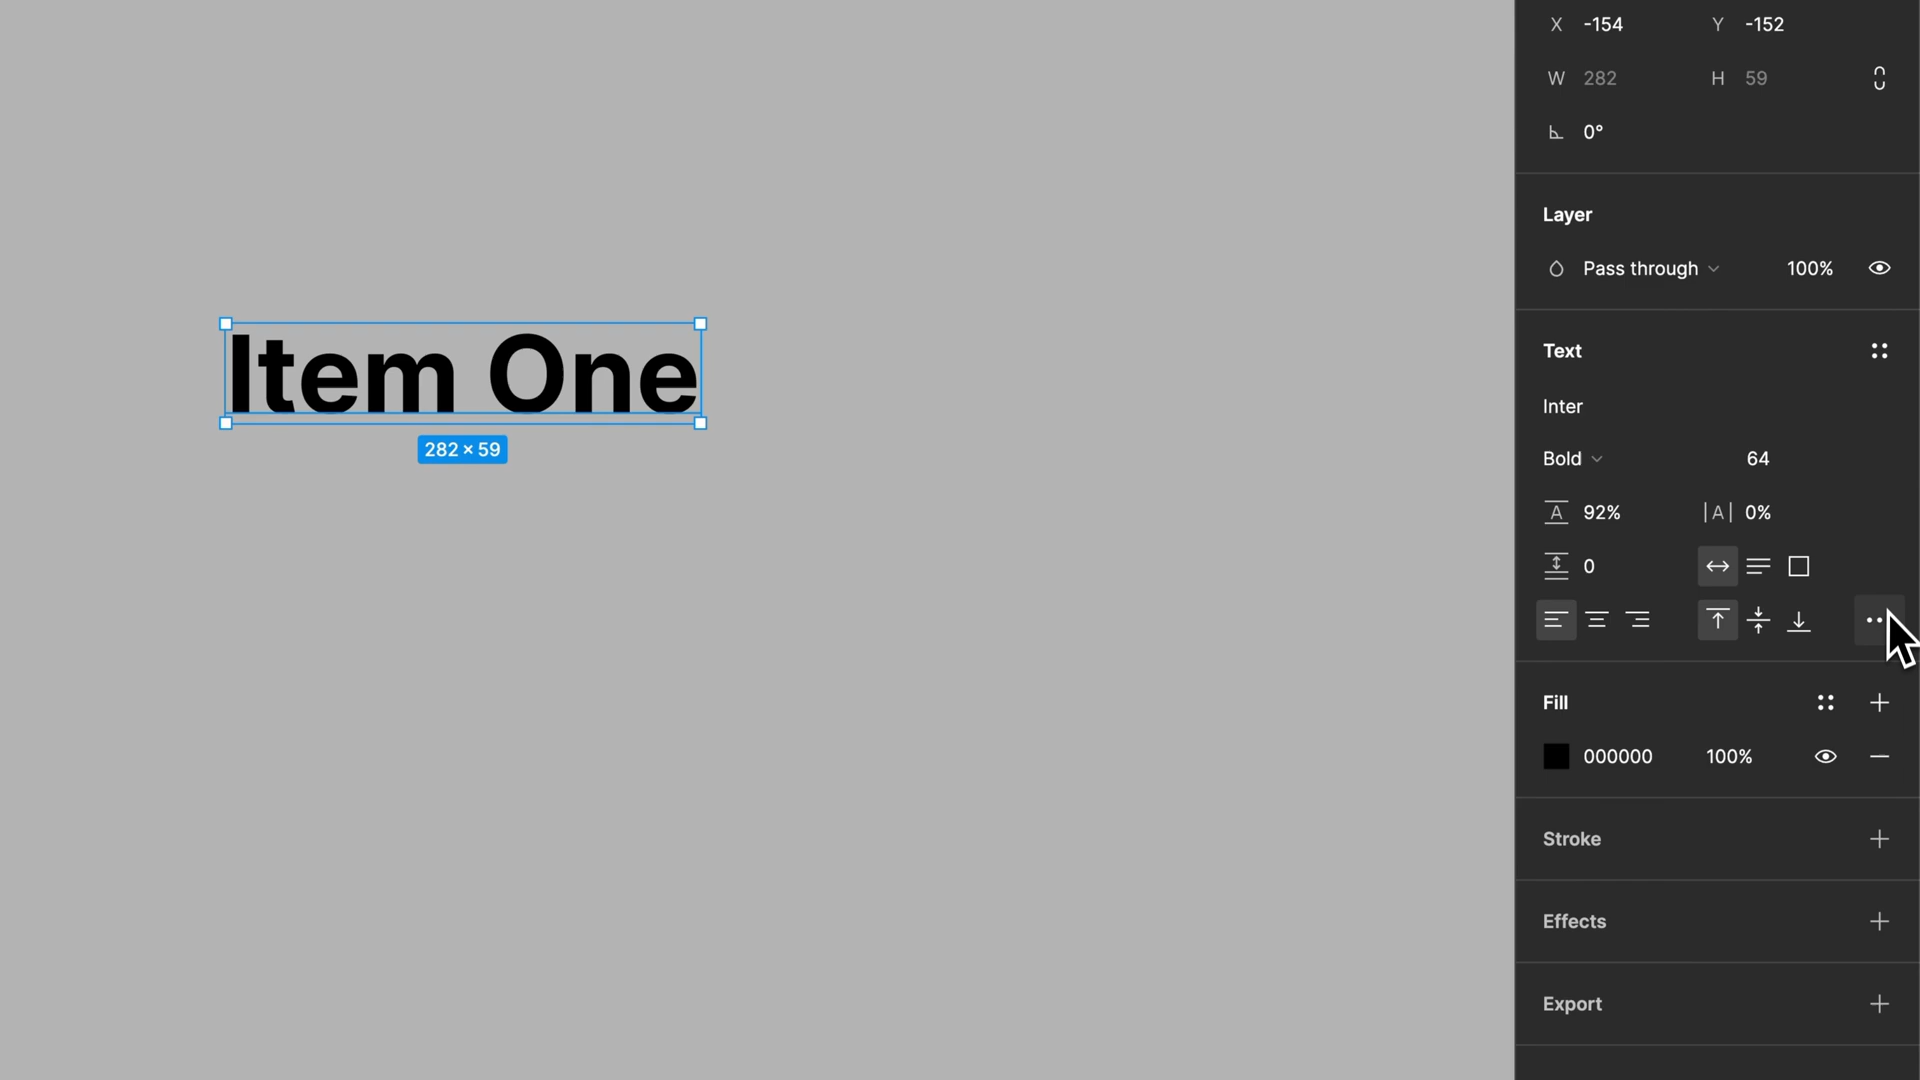 X -154 Y -152
W 282 H 59
0°
Layer
Pass through 100%
Text
Inter
Bold 64
A 92% |A| 0%
0
Fill
000000 100%
Stroke
Effects
Export
Item One
282 × 59